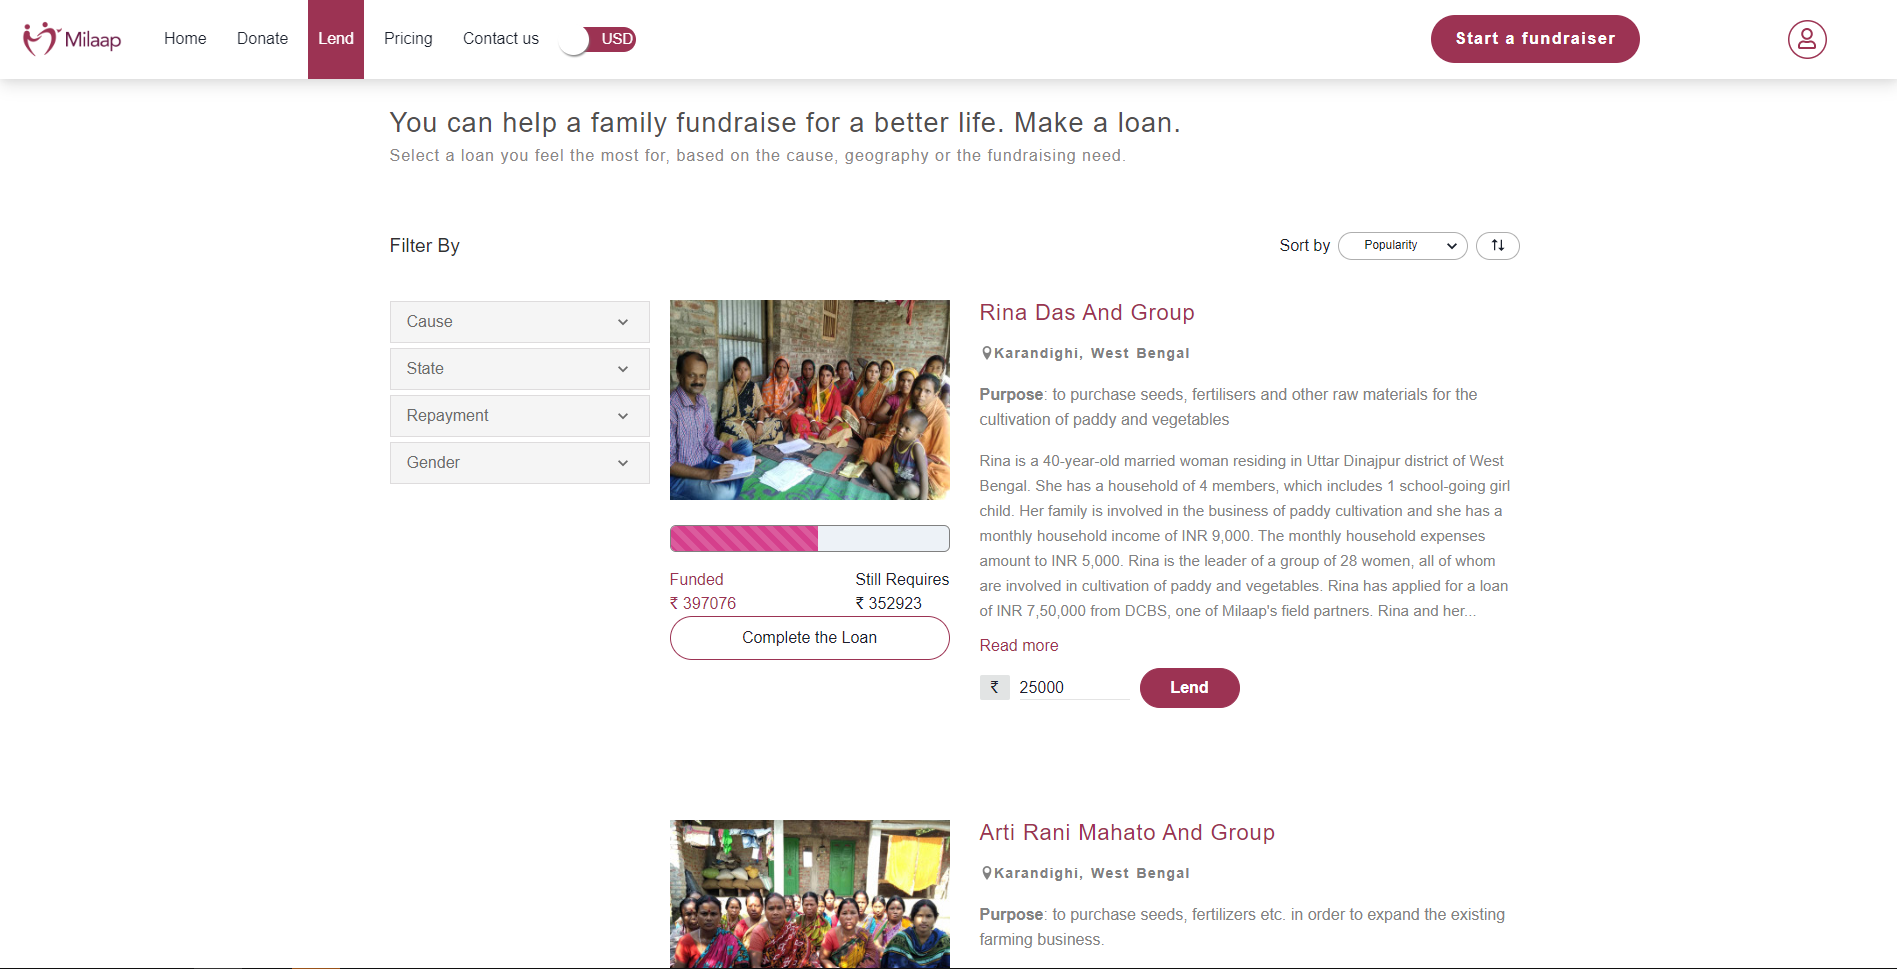 Milaap
Home
Donate
Lend
Pricing
Contact us
USD
Start a fundraiser
You can help a family fundraise for a better life. Make a loan.
Select a loan you feel the most for, based on the cause, geography or the fundraising need.
Filter By
Sort by
Popularity
Cause
State
Repayment
Gender
Funded
₹ 397076
Still Requires
₹ 352923
Complete the Loan
Rina Das And Group
Karandighi, West Bengal
Purpose: to purchase seeds, fertilisers and other raw materials for the
cultivation of paddy and vegetables
Rina is a 40-year-old married woman residing in Uttar Dinajpur district of West
Bengal. She has a household of 4 members, which includes 1 school-going girl
child. Her family is involved in the business of paddy cultivation and she has a
monthly household income of INR 9,000. The monthly household expenses
amount to INR 5,000. Rina is the leader of a group of 28 women, all of whom
are involved in cultivation of paddy and vegetables. Rina has applied for a loan
of INR 7,50,000 from DCBS, one of Milaap's field partners. Rina and her...
Read more
₹ 25000
Lend
Arti Rani Mahato And Group
Karandighi, West Bengal
Purpose: to purchase seeds, fertilizers etc. in order to expand the existing
farming business.